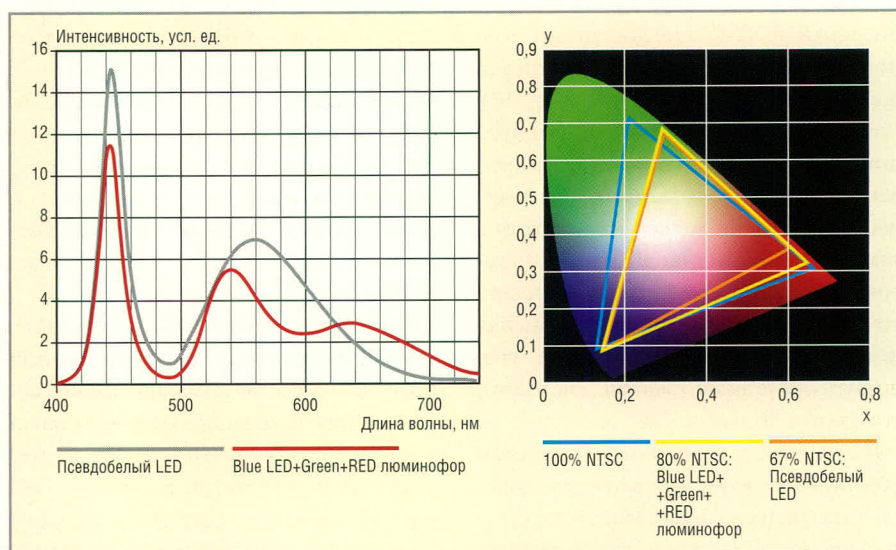 Интенсивность, усл. ед.
16
14
12
10
8
6
4
2
0
400
500
600
700
Длина волны, нм
Псевдобелый LED
Blue LED+Green+RED люминофор
y
0,9
0,8
0,7
0,6
0,5
0,4
0,3
0,2
0,1
0
0
0,2
0,4
0,6
0,8
x
100% NTSC
80% NTSC:
Blue LED+
+Green+
+RED
люминофор
67% NTSC:
Псевдобелый
LED